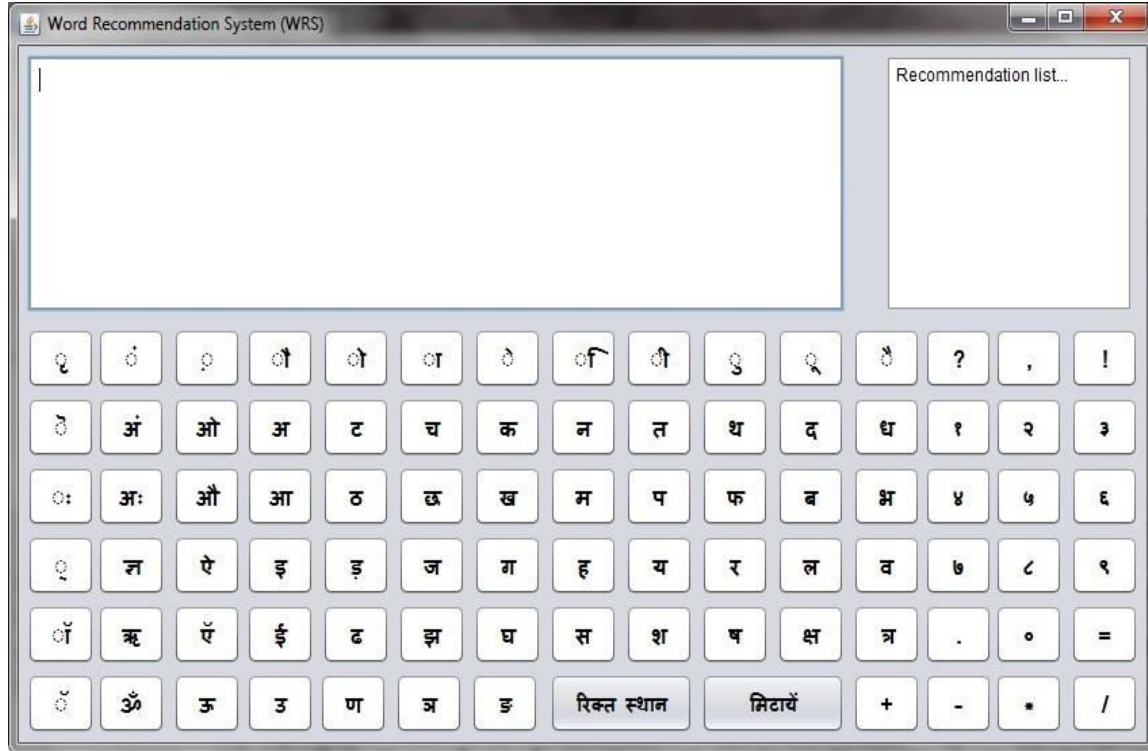 Word Recommendation System (WRS)
Recommendation list...
ृ ं ़ ौ ो ा े ि ी ु ू ै ? , !
ॆ अं ओ अ ट च क न त थ द ध १ २ ३
ः अः औ आ ठ छ ख म प फ ब भ ४ ५ ६
् ज्ञ ऐ इ ड़ ज ग ह य र ल व ७ ८ ९
ॉ ऋ ऍ ई ढ झ घ स श ष क्ष त्र . ० =
ॅ ॐ ऊ उ ण ञ ङ रिक्त स्थान मिटायें + - * /